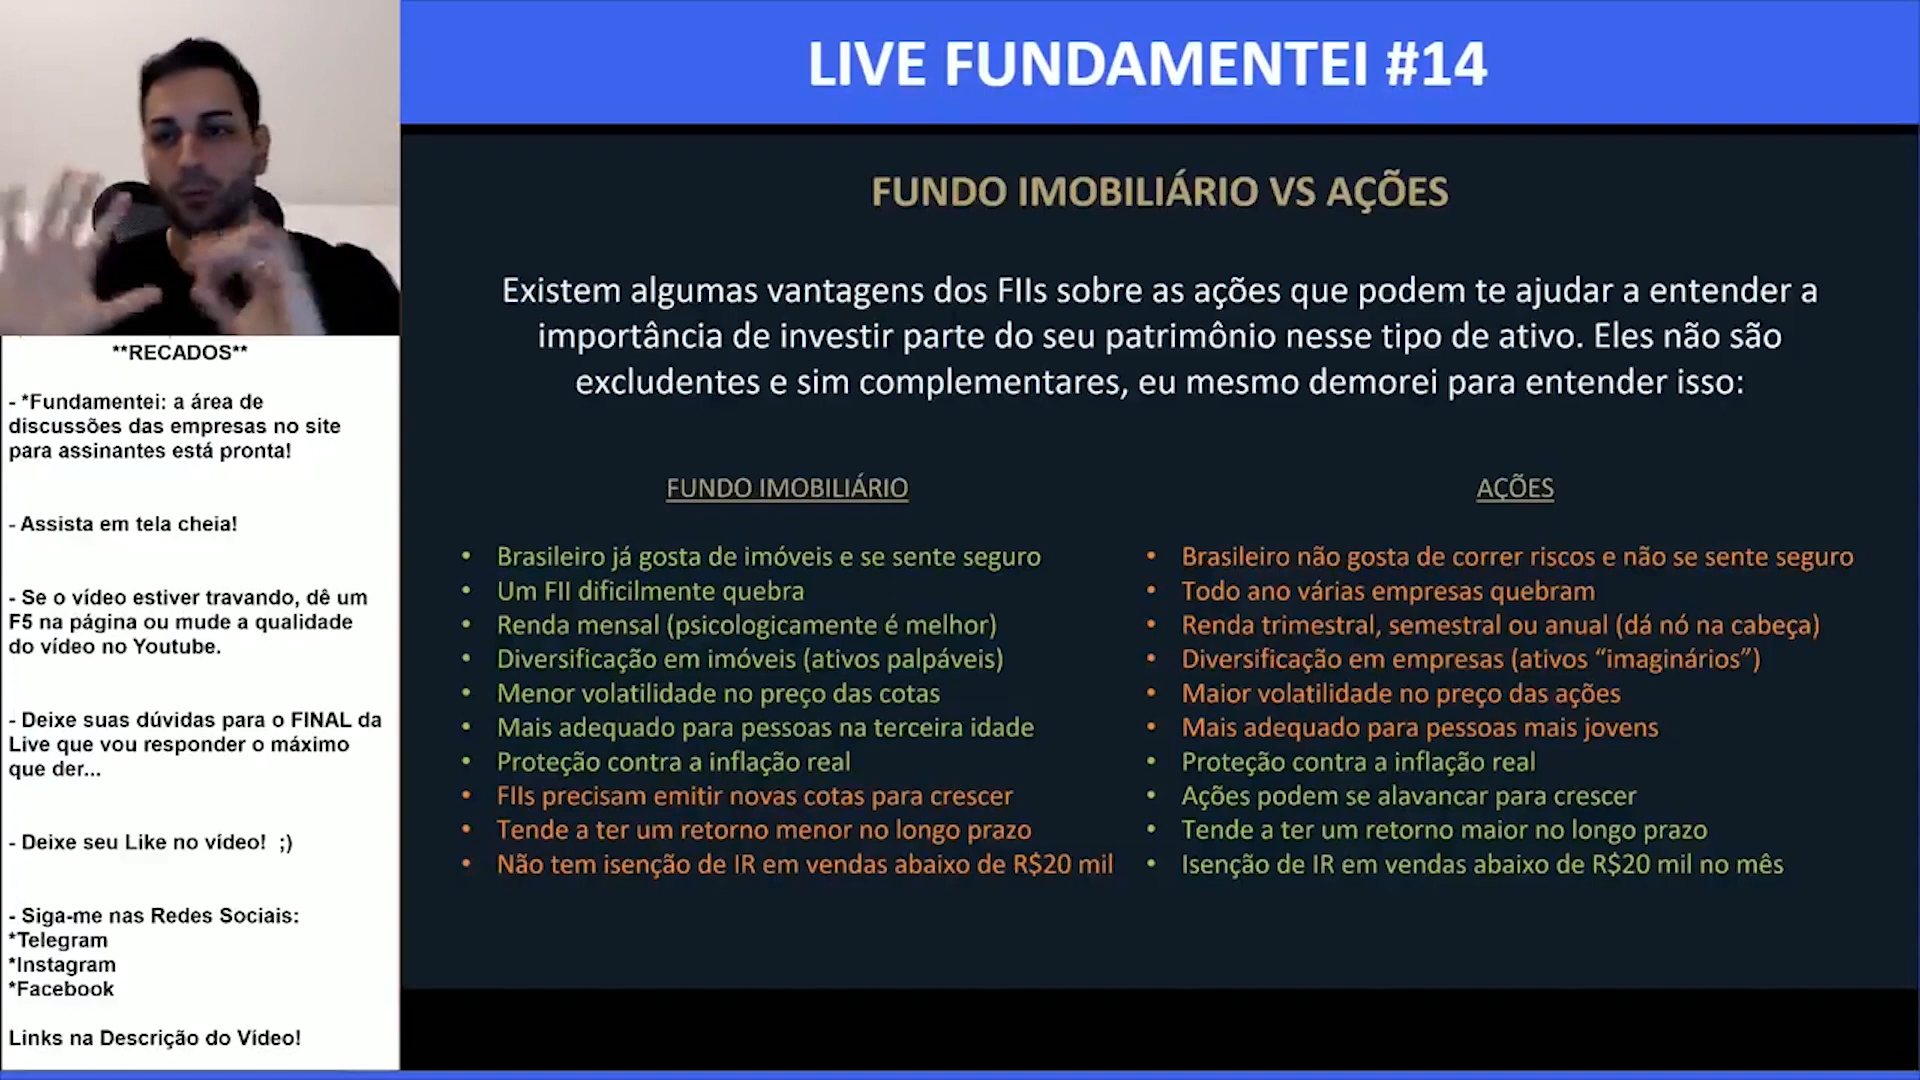 LIVE FUNDAMENTEI #14
FUNDO IMOBILIÁRIO VS AÇÕES
Existem algumas vantagens dos FIIs sobre as ações que podem te ajudar a entender a
importância de investir parte do seu patrimônio nesse tipo de ativo. Eles não são
excludentes e sim complementares, eu mesmo demorei para entender isso:
FUNDO IMOBILIÁRIO
• Brasileiro já gosta de imóveis e se sente seguro
• Um FII dificilmente quebra
• Renda mensal (psicologicamente é melhor)
• Diversificação em imóveis (ativos palpáveis)
• Menor volatilidade no preço das cotas
• Mais adequado para pessoas na terceira idade
• Proteção contra a inflação real
• FIIs precisam emitir novas cotas para crescer
• Tende a ter um retorno menor no longo prazo
• Não tem isenção de IR em vendas abaixo de R$20 mil
AÇÕES
• Brasileiro não gosta de correr riscos e não se sente seguro
• Todo ano várias empresas quebram
• Renda trimestral, semestral ou anual (dá nó na cabeça)
• Diversificação em empresas (ativos “imaginários”)
• Maior volatilidade no preço das ações
• Mais adequado para pessoas mais jovens
• Proteção contra a inflação real
• Ações podem se alavancar para crescer
• Tende a ter um retorno maior no longo prazo
• Isenção de IR em vendas abaixo de R$20 mil no mês
**RECADOS**
- *Fundamentei: a área de
discussões das empresas no site
para assinantes está pronta!
- Assista em tela cheia!
- Se o vídeo estiver travando, dê um
F5 na página ou mude a qualidade
do vídeo no Youtube.
- Deixe suas dúvidas para o FINAL da
Live que vou responder o máximo
que der...
- Deixe seu Like no vídeo! ;)
- Siga-me nas Redes Sociais:
*Telegram
*Instagram
*Facebook
Links na Descrição do Vídeo!